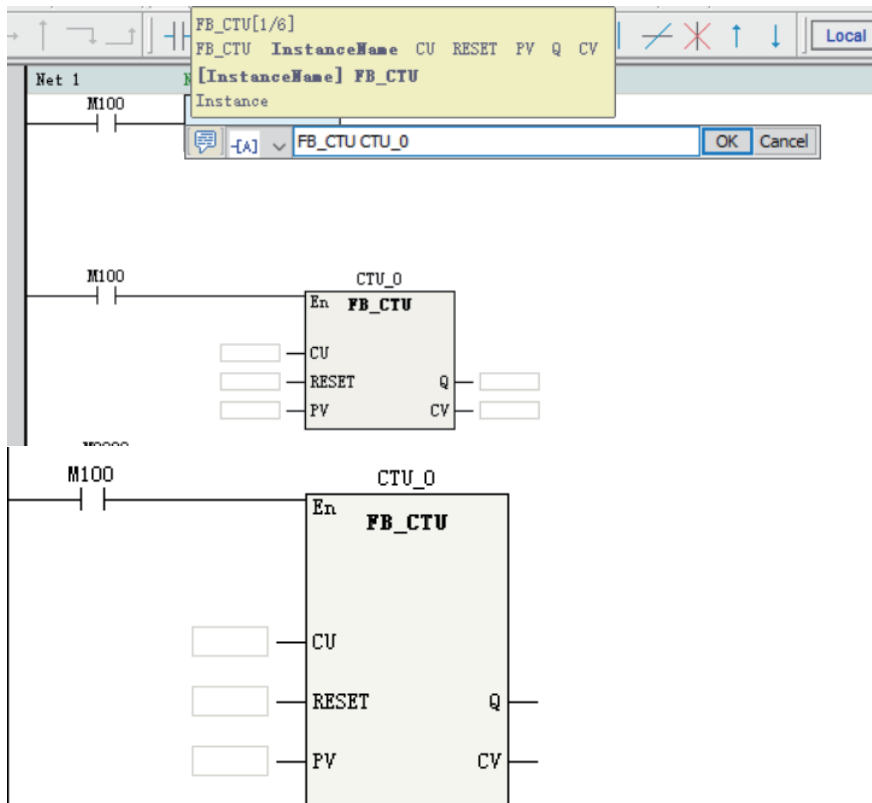 FB_CTU[1/6]
FB_CTU InstanceName CU RESET PV Q CV
Local
Net 1
[InstanceName] FB_CTU
Instance
M100
-[A]
FB_CTU CTU_0
OK
Cancel
M100
CTU_0
En
FB_CTU
CU
RESET
Q
PV
CV
M100
CTU_0
En
FB_CTU
CU
RESET
Q
PV
CV